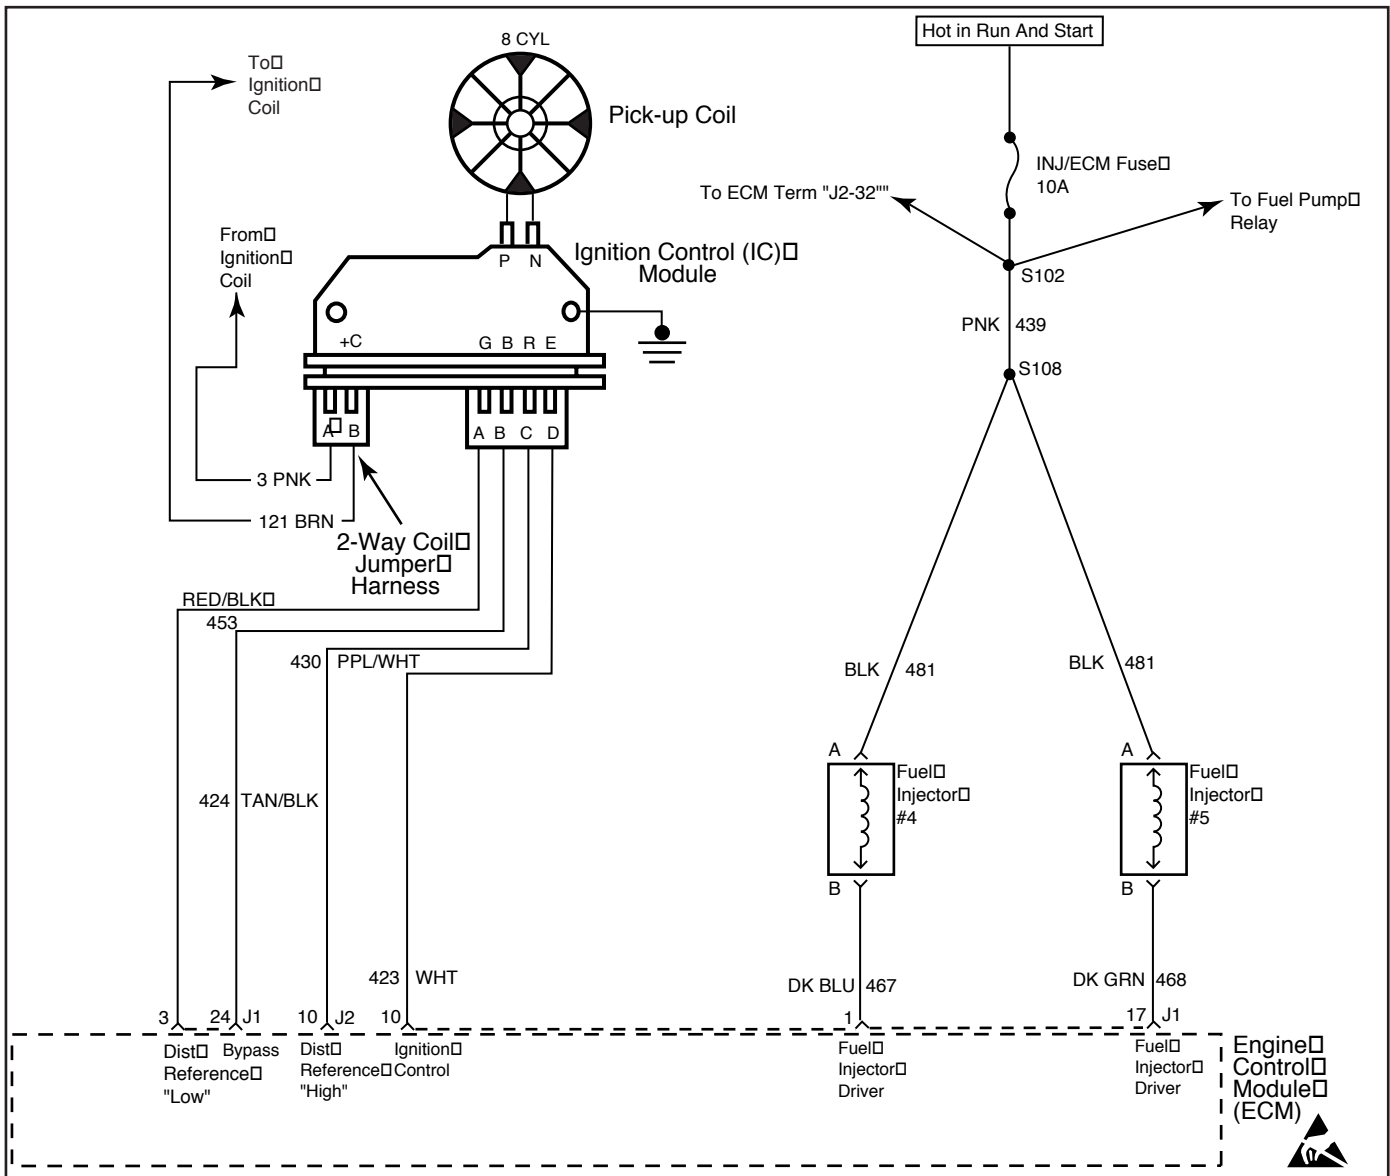 8 CYL
Hot in Run And Start
To
Ignition
Coil
Pick-up Coil
INJ/ECM Fuse
10A
To ECM Term "J2-32""
To Fuel Pump
Relay
From
Ignition
Coil
P N
Ignition Control (IC)
Module
S102
PNK 439
+C
G B R E
S108
A B
A B C D
3 PNK
121 BRN
2-Way Coil
Jumper
Harness
RED/BLK
453
430 PPL/WHT
BLK 481
BLK 481
A
A
Fuel
Injector
#4
Fuel
Injector
#5
424 TAN/BLK
B
B
423 WHT
DK BLU 467
DK GRN 468
3 24 J1 10 J2 10 1 17 J1
Dist
Reference
"Low"
Bypass
Dist
Reference
"High"
Ignition
Control
Fuel
Injector
Driver
Fuel
Injector
Driver
Engine
Control
Module
(ECM)